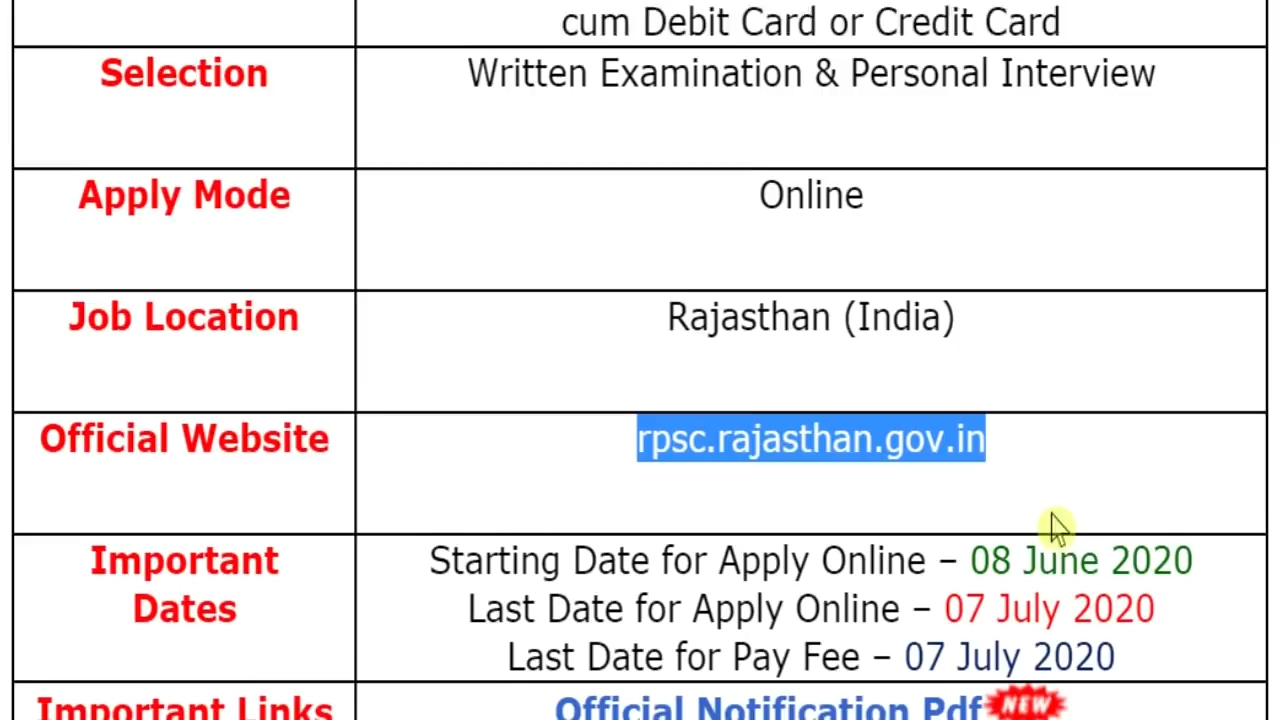 cum Debit Card or Credit Card
Selection
Written Examination & Personal Interview
Apply Mode
Online
Job Location
Rajasthan (India)
Official Website
rpsc.rajasthan.gov.in
Important
Dates
Starting Date for Apply Online – 08 June 2020
Last Date for Apply Online – 07 July 2020
Last Date for Pay Fee – 07 July 2020
Important Links
Official Notification Pdf NEW